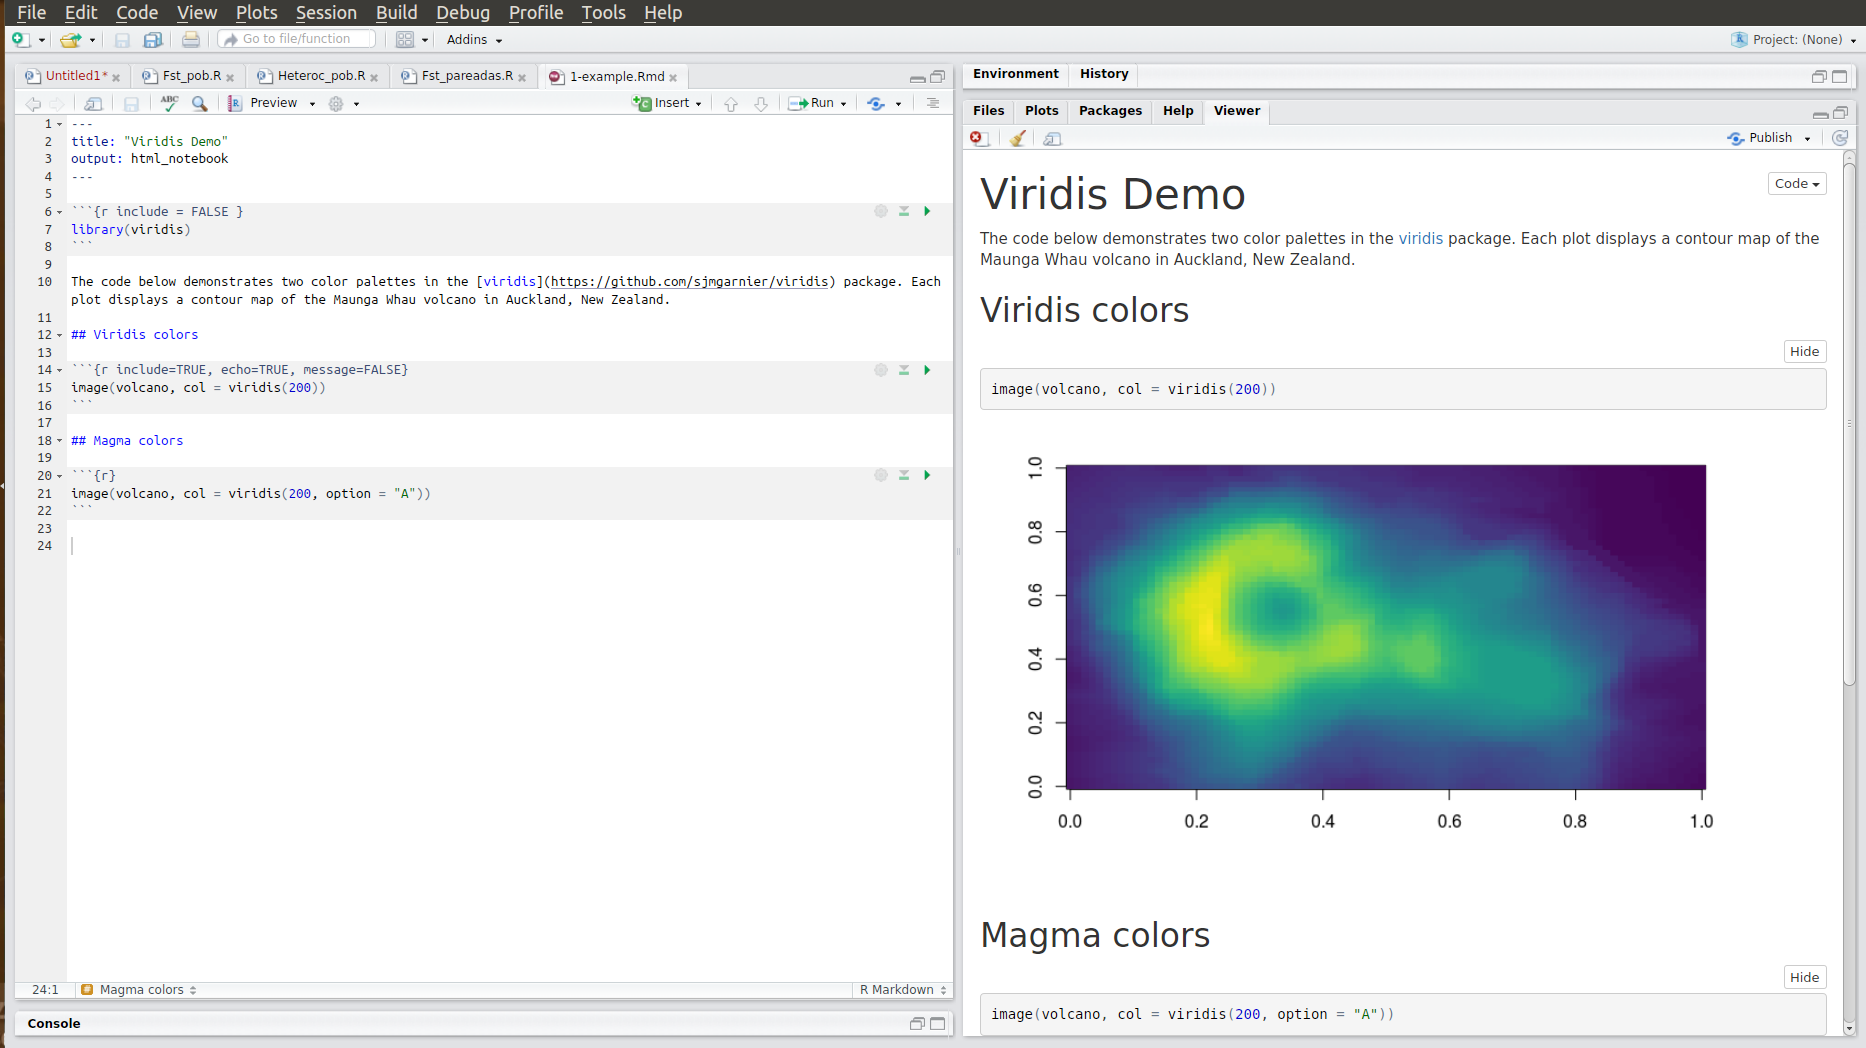 File Edit Code View Plots Session Build Debug Profile Tools Help
Go to file/function Addins Project: (None)
Untitled1* Fst_pob.R Heteroc_pob.R Fst_pareadas.R 1-example.Rmd
ABC Preview Insert Run
1 ---
2 title: "Viridis Demo"
3 output: html_notebook
4 ---
5
6 ```{r include = FALSE }
7 library(viridis)
8 ```
9
10 The code below demonstrates two color palettes in the [viridis](https://github.com/sjmgarnier/viridis) package. Each
plot displays a contour map of the Maunga Whau volcano in Auckland, New Zealand.
11
12 ## Viridis colors
13
14 ```{r include=TRUE, echo=TRUE, message=FALSE}
15 image(volcano, col = viridis(200))
16 ```
17
18 ## Magma colors
19
20 ```{r}
21 image(volcano, col = viridis(200, option = "A"))
22 ```
23
24
24:1 # Magma colors R Markdown
Console
Environment History
Files Plots Packages Help Viewer
Publish
Viridis Demo
Code
The code below demonstrates two color palettes in the viridis package. Each plot displays a contour map of the
Maunga Whau volcano in Auckland, New Zealand.
Viridis colors
Hide
image(volcano, col = viridis(200))
1.0
0.8
0.6
0.4
0.2
0.0
0.0 0.2 0.4 0.6 0.8 1.0
Magma colors
Hide
image(volcano, col = viridis(200, option = "A"))